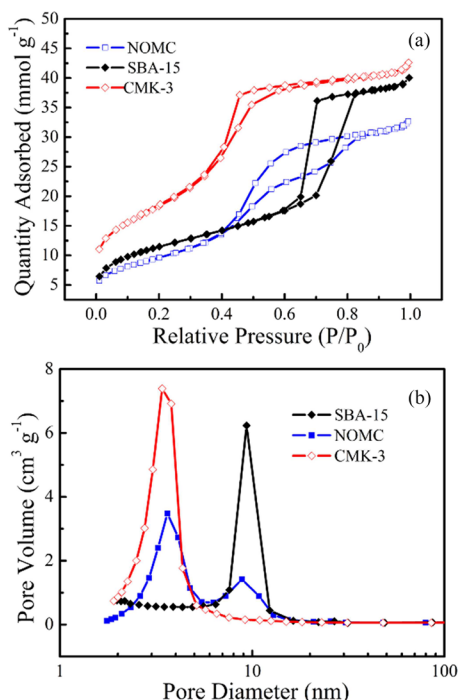 (a)
NOMC
SBA-15
CMK-3
Quantity Adsorbed (mmol g⁻¹)
50
45
40
35
30
25
20
15
10
5
0.0 0.2 0.4 0.6 0.8 1.0
Relative Pressure (P/P₀)
(b)
SBA-15
NOMC
CMK-3
Pore Volume (cm³ g⁻¹)
8
6
4
2
0
1 10 100
Pore Diameter (nm)